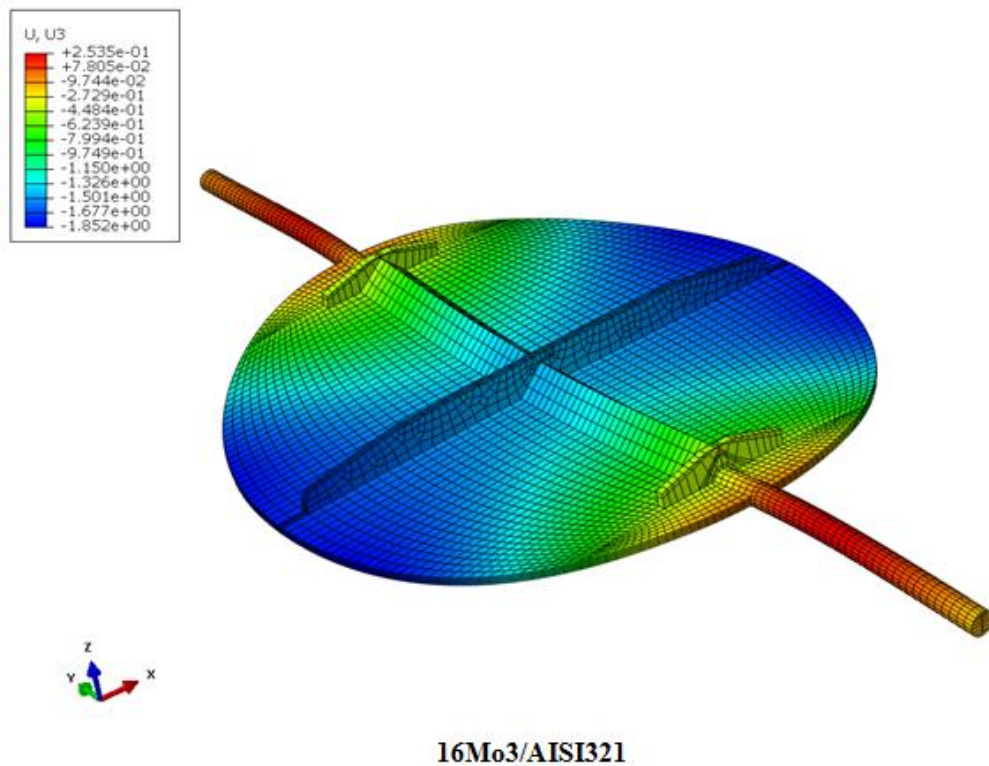 U, U3
+2.535e-01
+7.805e-02
-9.744e-02
-2.729e-01
-4.484e-01
-6.239e-01
-7.994e-01
-9.749e-01
-1.150e+00
-1.326e+00
-1.501e+00
-1.677e+00
-1.852e+00
Z
Y
X
16Mo3/AISI321